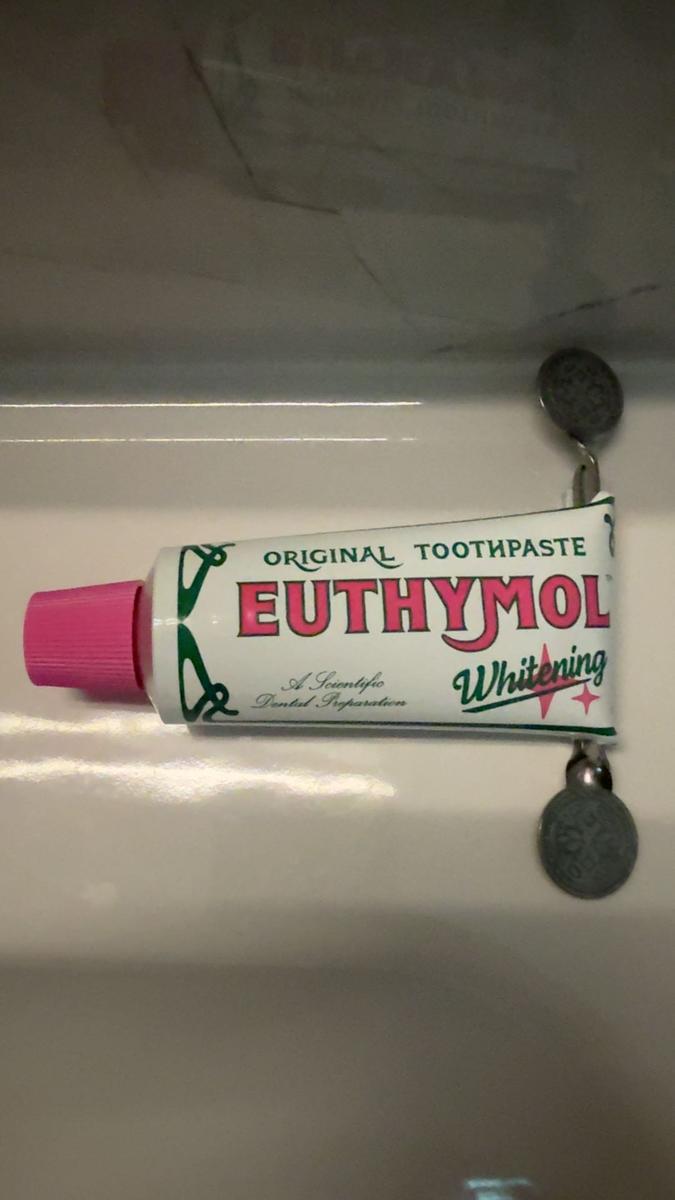 ORIGINAL TOOTHPASTE
EUTHYMOL
Whitening
A Scientific
Dental Preparation